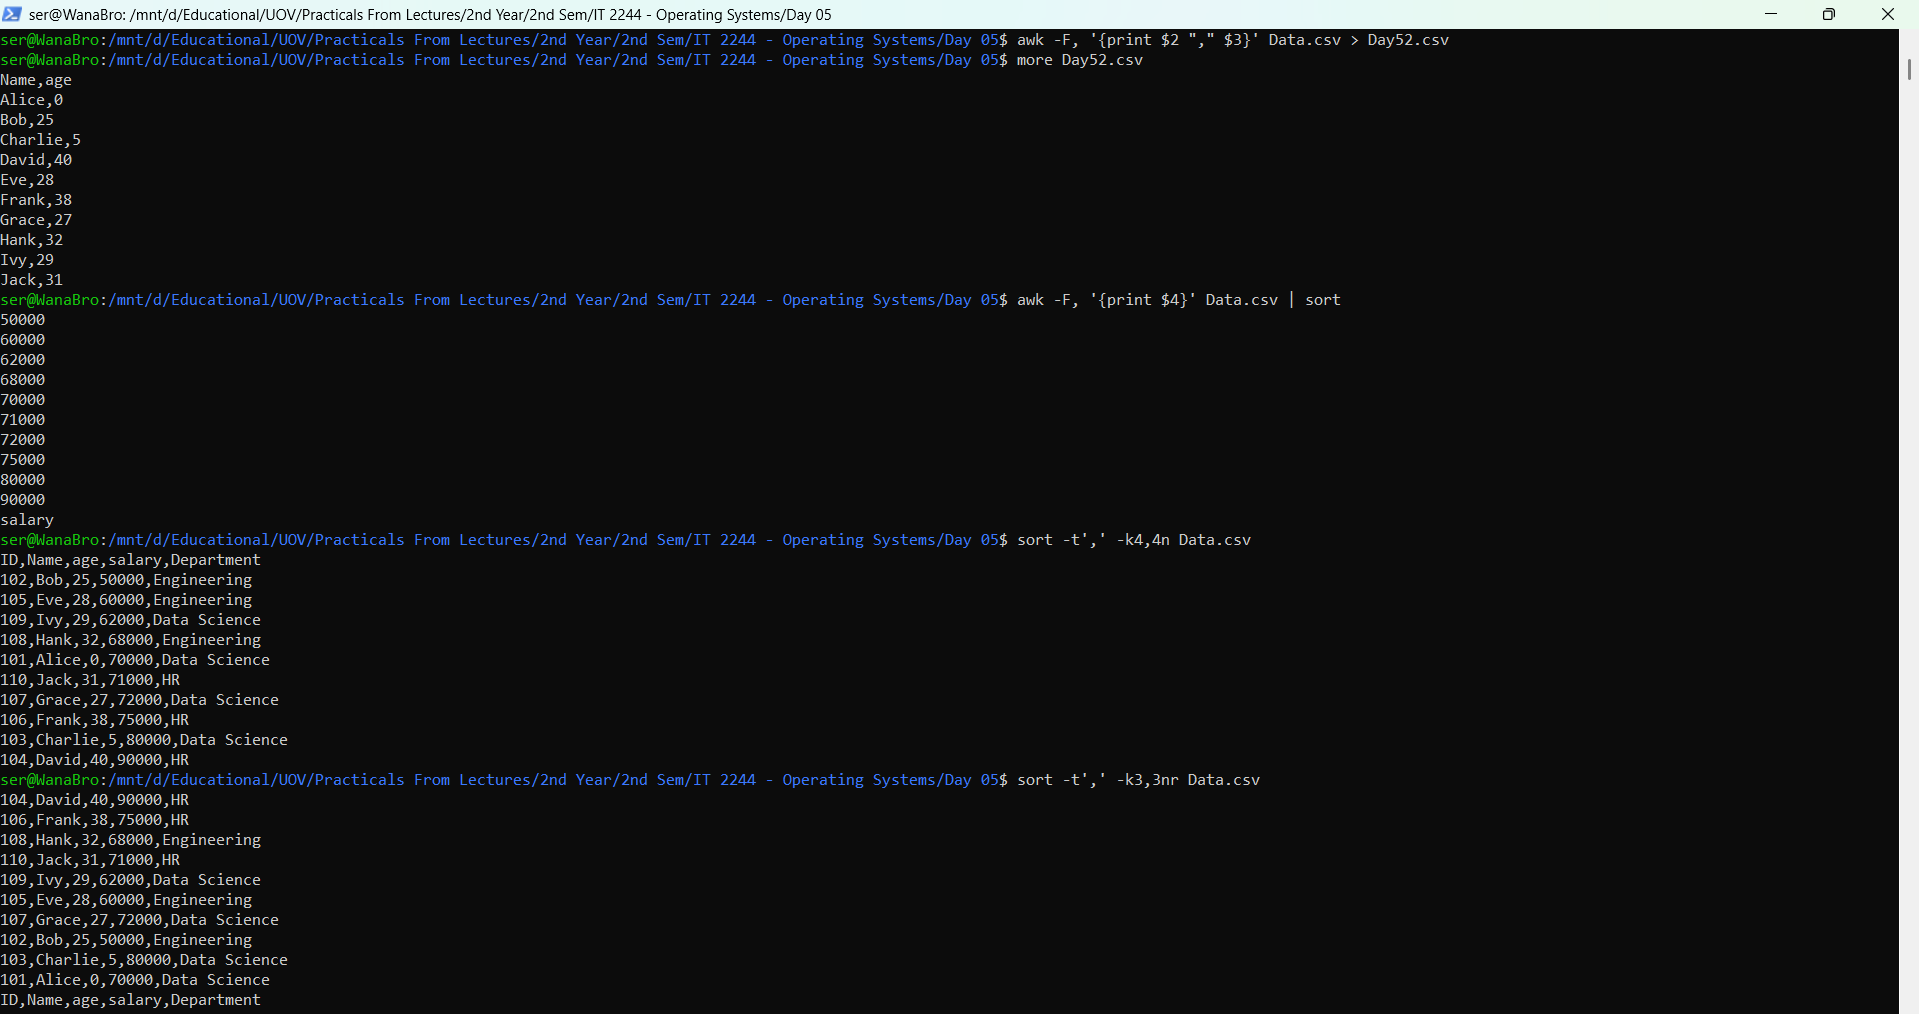 ser@WanaBro: /mnt/d/Educational/UOV/Practicals From Lectures/2nd Year/2nd Sem/IT 2244 - Operating Systems/Day 05
ser@WanaBro:/mnt/d/Educational/UOV/Practicals From Lectures/2nd Year/2nd Sem/IT 2244 - Operating Systems/Day 05$ awk -F, '{print $2 "," $3}' Data.csv > Day52.csv
ser@WanaBro:/mnt/d/Educational/UOV/Practicals From Lectures/2nd Year/2nd Sem/IT 2244 - Operating Systems/Day 05$ more Day52.csv
Name,age
Alice,0
Bob,25
Charlie,5
David,40
Eve,28
Frank,38
Grace,27
Hank,32
Ivy,29
Jack,31
ser@WanaBro:/mnt/d/Educational/UOV/Practicals From Lectures/2nd Year/2nd Sem/IT 2244 - Operating Systems/Day 05$ awk -F, '{print $4}' Data.csv | sort
50000
60000
62000
68000
70000
71000
72000
75000
80000
90000
salary
ser@WanaBro:/mnt/d/Educational/UOV/Practicals From Lectures/2nd Year/2nd Sem/IT 2244 - Operating Systems/Day 05$ sort -t',' -k4,4n Data.csv
ID,Name,age,salary,Department
102,Bob,25,50000,Engineering
105,Eve,28,60000,Engineering
109,Ivy,29,62000,Data Science
108,Hank,32,68000,Engineering
101,Alice,0,70000,Data Science
110,Jack,31,71000,HR
107,Grace,27,72000,Data Science
106,Frank,38,75000,HR
103,Charlie,5,80000,Data Science
104,David,40,90000,HR
ser@WanaBro:/mnt/d/Educational/UOV/Practicals From Lectures/2nd Year/2nd Sem/IT 2244 - Operating Systems/Day 05$ sort -t',' -k3,3nr Data.csv
104,David,40,90000,HR
106,Frank,38,75000,HR
108,Hank,32,68000,Engineering
110,Jack,31,71000,HR
109,Ivy,29,62000,Data Science
105,Eve,28,60000,Engineering
107,Grace,27,72000,Data Science
102,Bob,25,50000,Engineering
103,Charlie,5,80000,Data Science
101,Alice,0,70000,Data Science
ID,Name,age,salary,Department